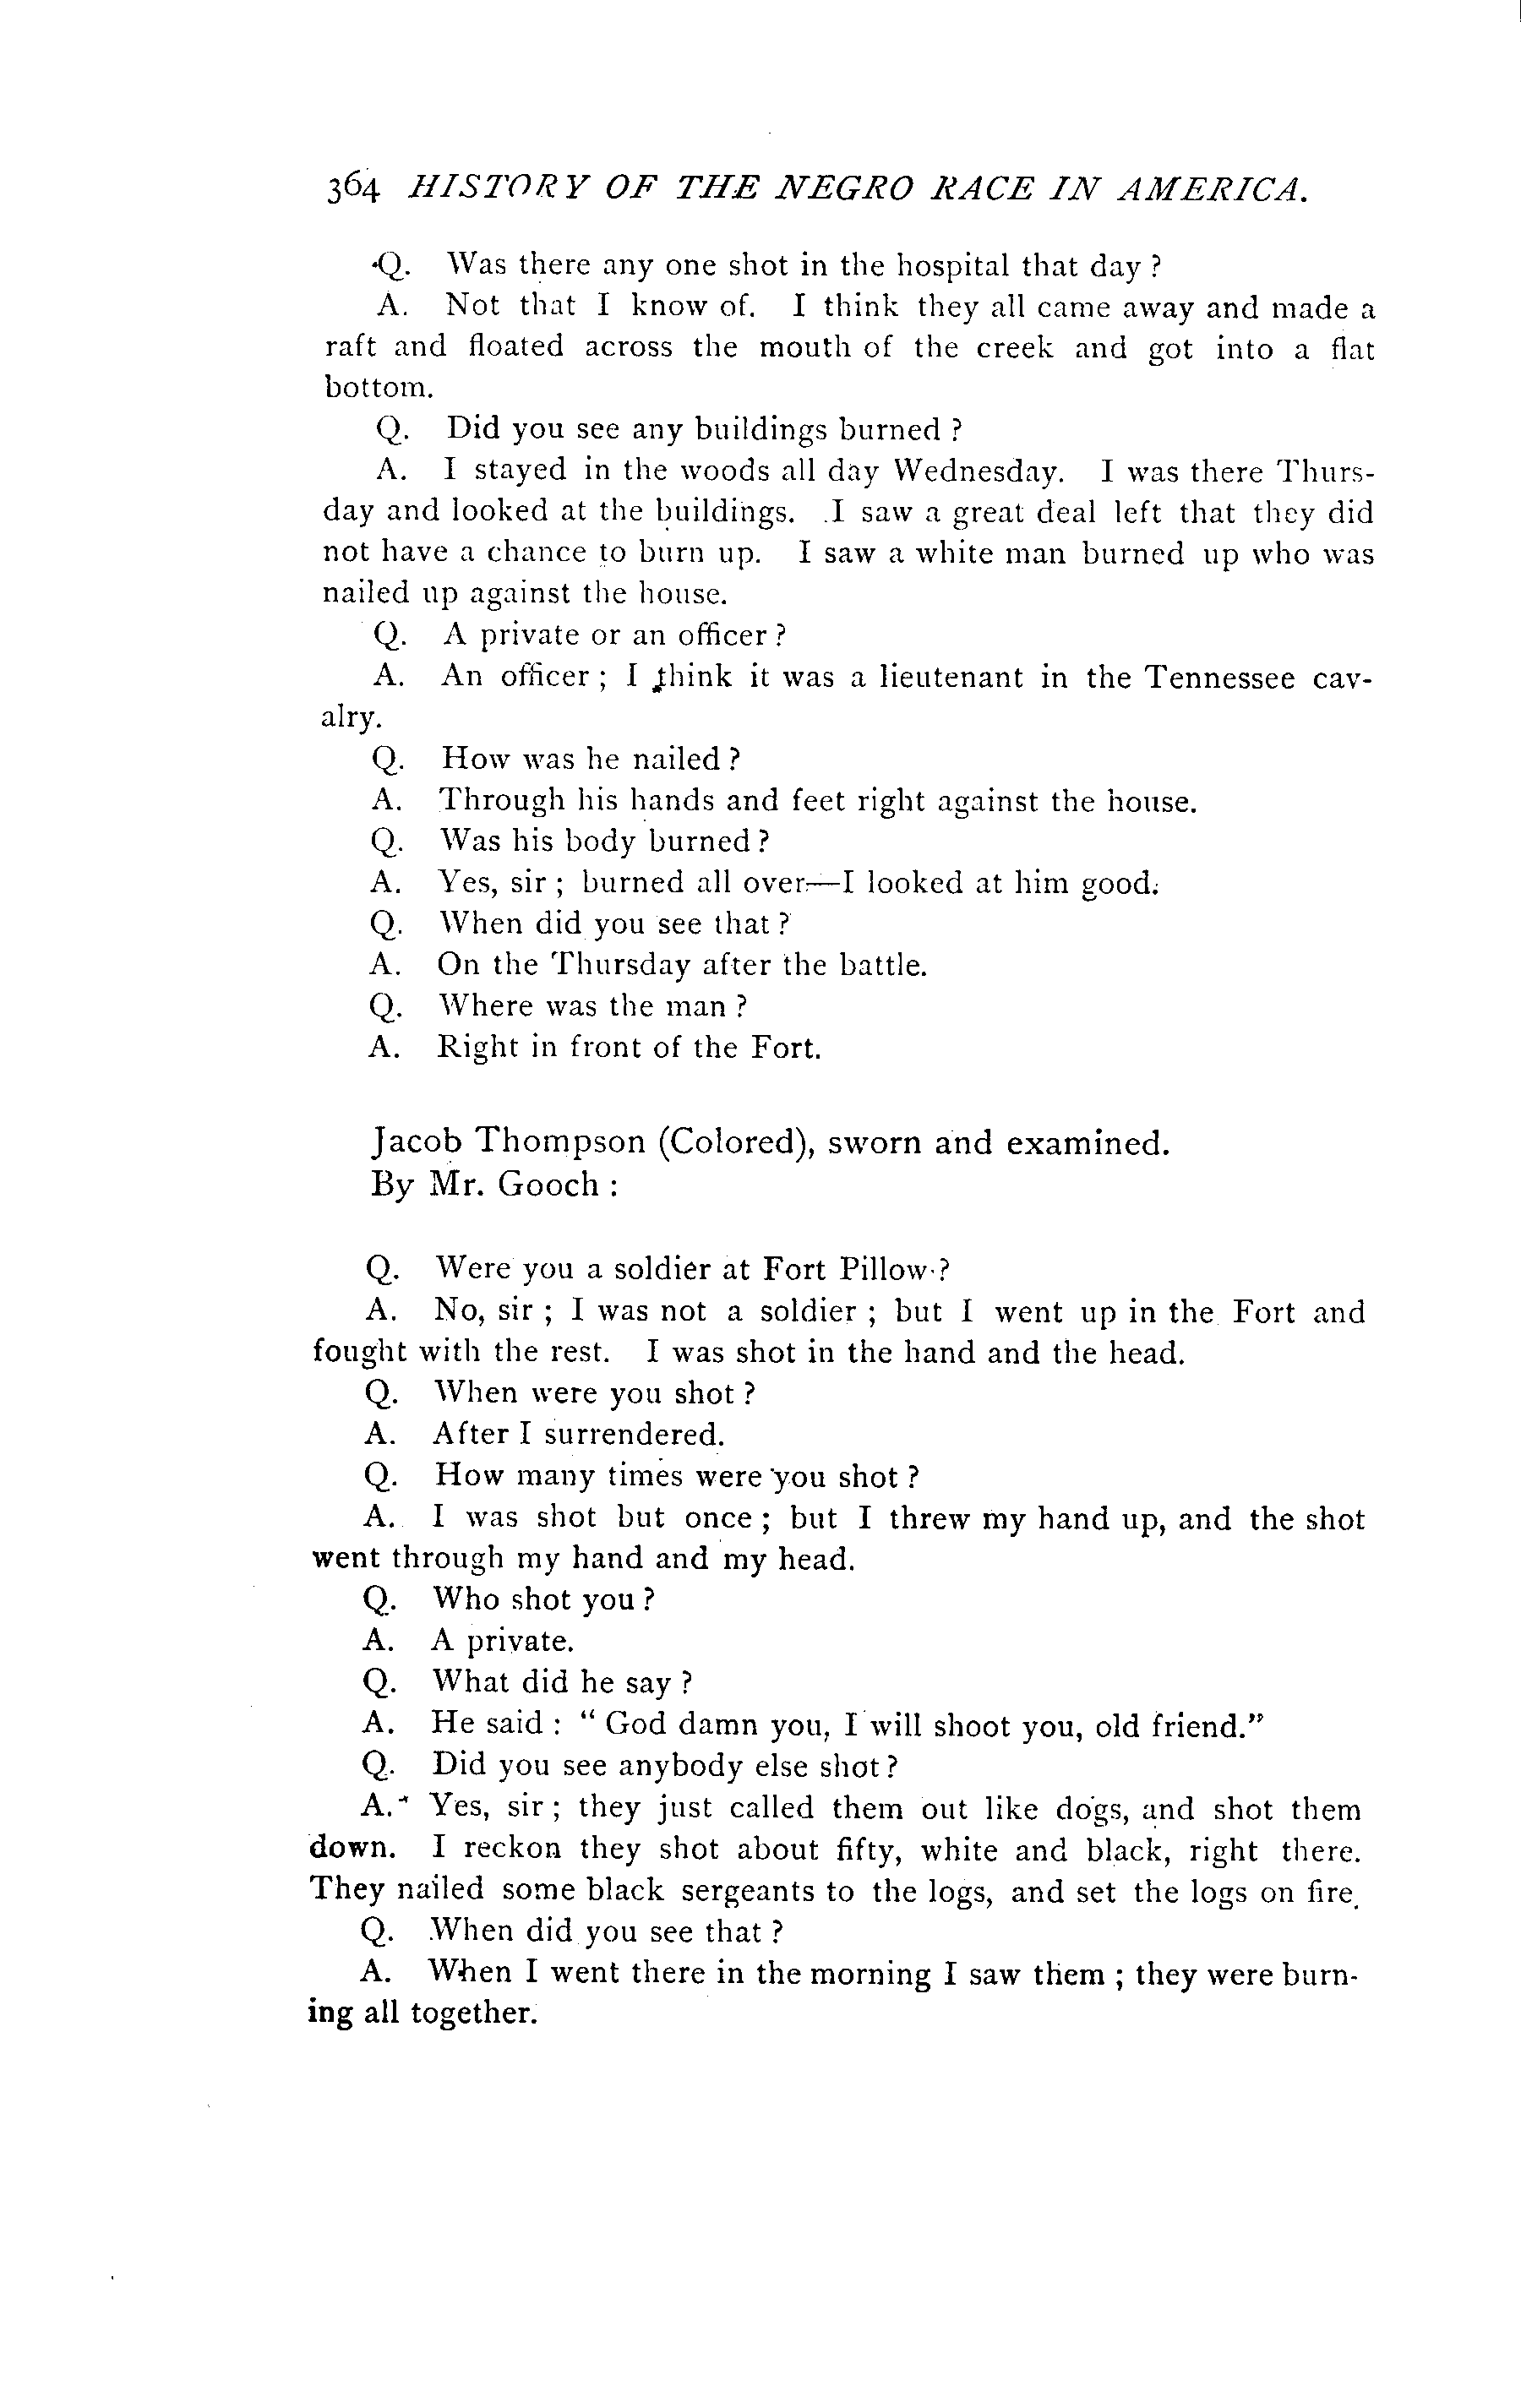 364 HISTORY OF THE NEGRO RACE IN AMERICA.
Q. Was there any one shot in the hospital that day ?
A. Not that I know of. I think they all came away and made a
raft and floated across the mouth of the creek and got into a flat
bottom.
Q. Did you see any buildings burned ?
A. I stayed in the woods all day Wednesday. I was there Thurs-
day and looked at the buildings. I saw a great deal left that they did
not have a chance to burn up. I saw a white man burned up who was
nailed up against the house.
Q. A private or an officer ?
A. An officer ; I think it was a lieutenant in the Tennessee cav-
alry.
Q. How was he nailed ?
A. Through his hands and feet right against the house.
Q. Was his body burned ?
A. Yes, sir ; burned all over—I looked at him good.
Q. When did you see that ?
A. On the Thursday after the battle.
Q. Where was the man ?
A. Right in front of the Fort.
Jacob Thompson (Colored), sworn and examined.
By Mr. Gooch :
Q. Were you a soldier at Fort Pillow ?
A. No, sir ; I was not a soldier ; but I went up in the Fort and
fought with the rest. I was shot in the hand and the head.
Q. When were you shot ?
A. After I surrendered.
Q. How many times were you shot ?
A. I was shot but once ; but I threw my hand up, and the shot
went through my hand and my head.
Q. Who shot you ?
A. A private.
Q. What did he say ?
A. He said : " God damn you, I will shoot you, old friend."
Q. Did you see anybody else shot ?
A. Yes, sir ; they just called them out like dogs, and shot them
down. I reckon they shot about fifty, white and black, right there.
They nailed some black sergeants to the logs, and set the logs on fire.
Q. When did you see that ?
A. When I went there in the morning I saw them ; they were burn-
ing all together.